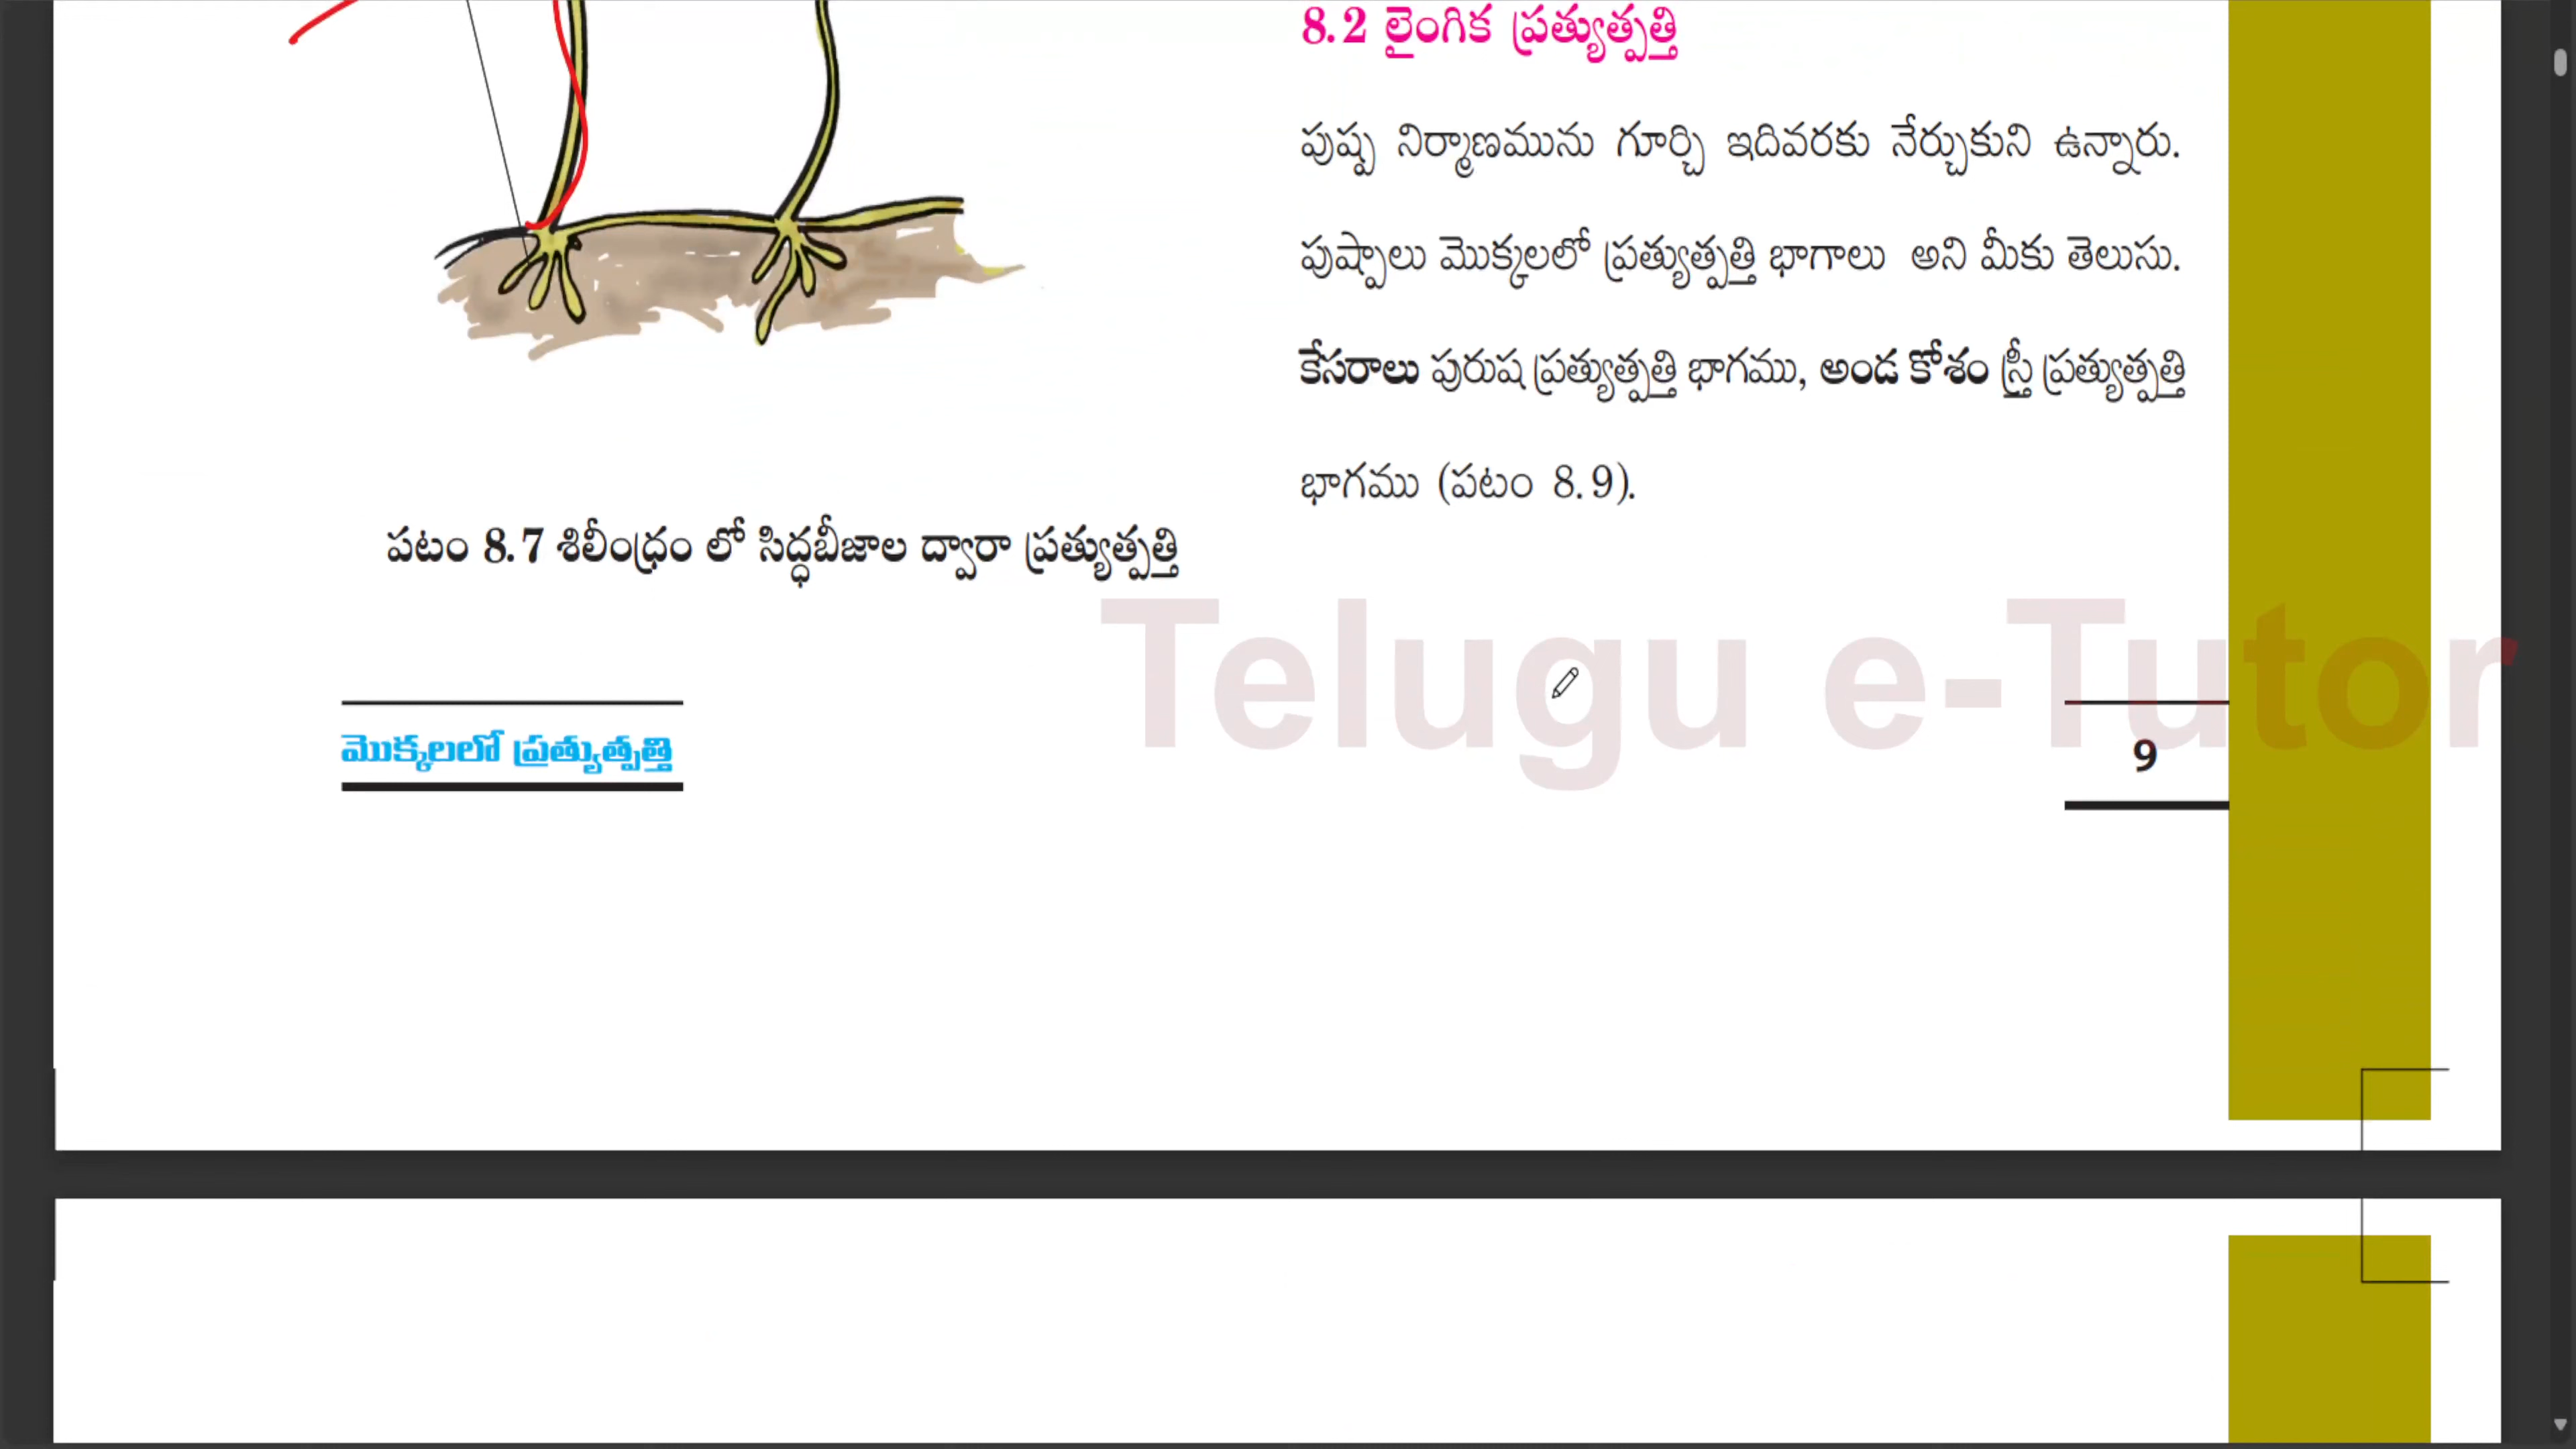 8.2 లైంగిక ప్రత్యుత్పత్తి
పుష్ప నిర్మాణమును గూర్చి ఇదివరకు నేర్చుకుని ఉన్నారు.
పుష్పాలు మొక్కలలో ప్రత్యుత్పత్తి భాగాలు అని మీకు తెలుసు.
కేసరాలు పురుష ప్రత్యుత్పత్తి భాగము, అండ కోశం స్త్రీ ప్రత్యుత్పత్తి
భాగము (పటం 8.9).
పటం 8.7 శిలీంధ్రం లో సిద్ధబీజాల ద్వారా ప్రత్యుత్పత్తి
Telugu e-Tutor
మొక్కలలో ప్రత్యుత్పత్తి
9